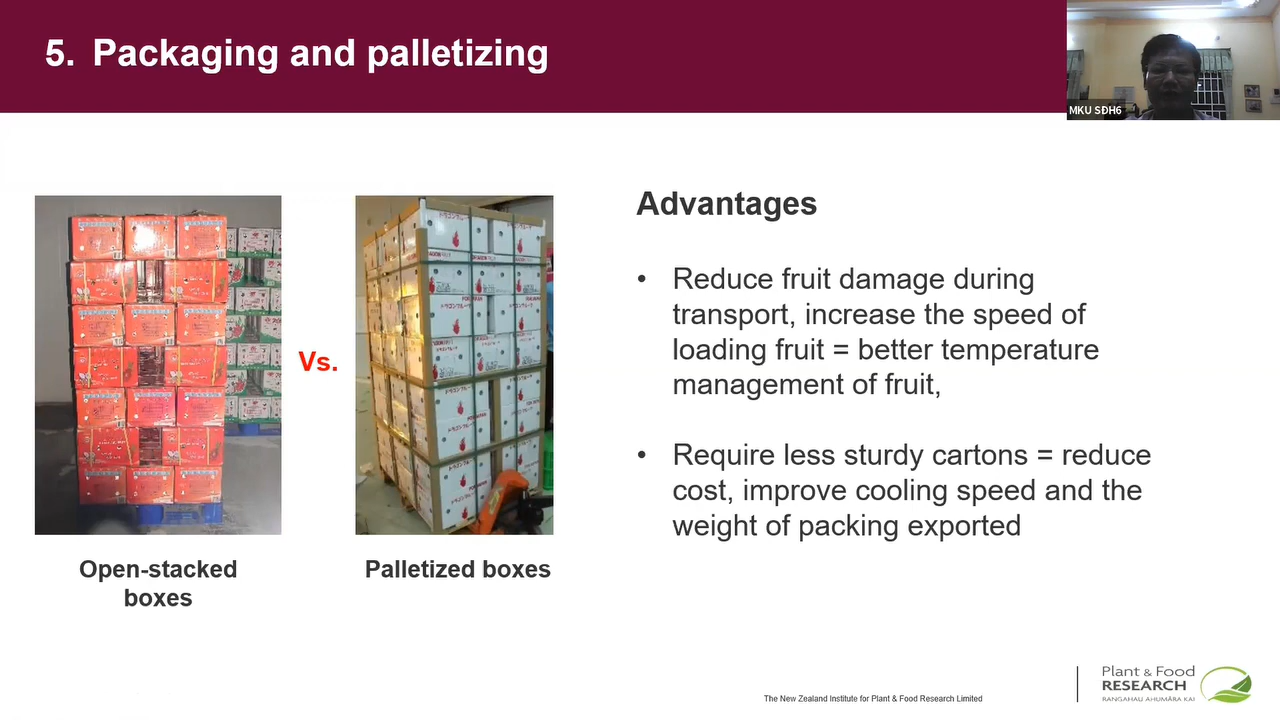 5. Packaging and palletizing
MKU SĐH6
Vs.
Open-stacked
boxes
Palletized boxes
Advantages
• Reduce fruit damage during
transport, increase the speed of
loading fruit = better temperature
management of fruit,
• Require less sturdy cartons = reduce
cost, improve cooling speed and the
weight of packing exported
The New Zealand Institute for Plant & Food Research Limited
Plant & Food
RESEARCH
RANGAHAU AHUMĀRA KAI